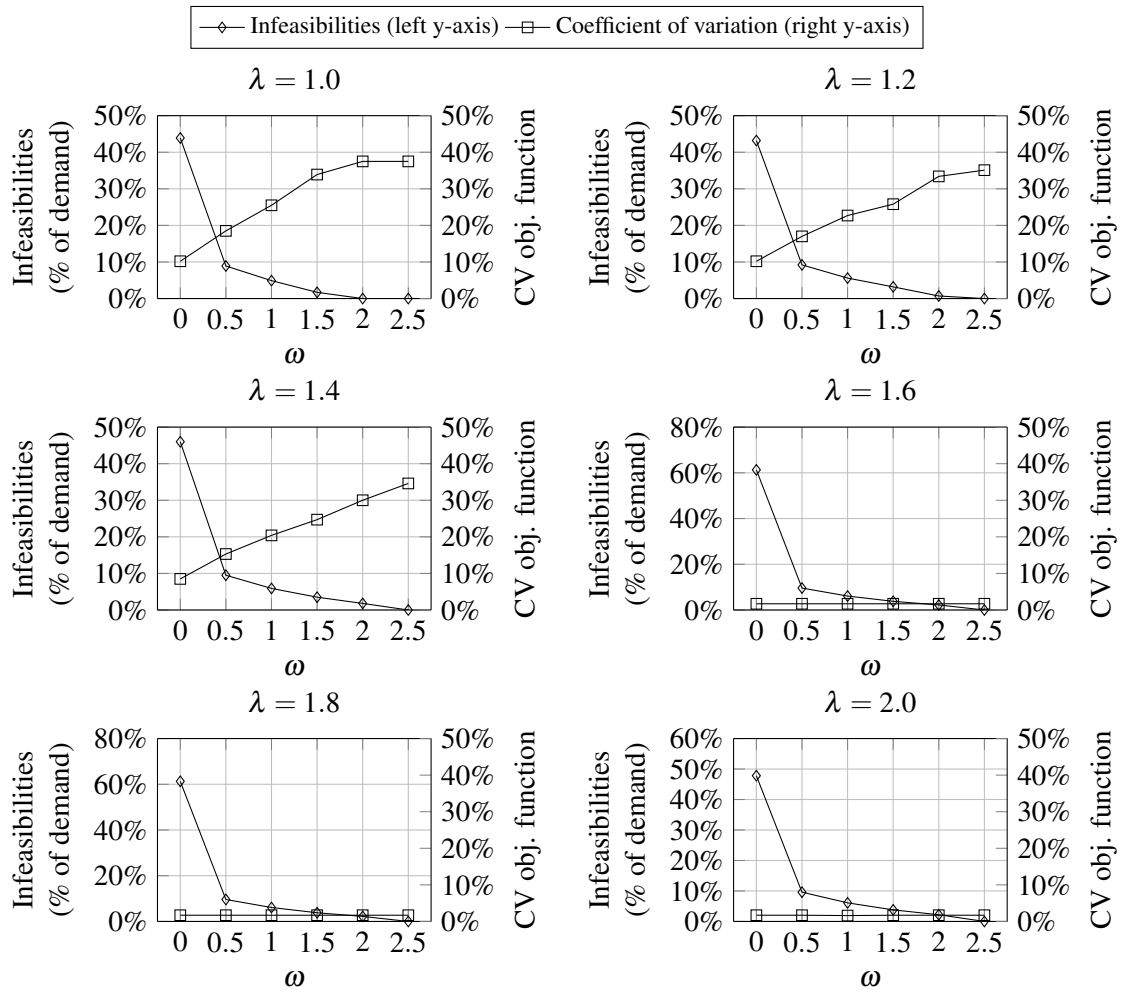 Infeasibilities (left y-axis) Coefficient of variation (right y-axis)
λ = 1.0
50%
40%
30%
20%
10%
0%
Infeasibilities
(% of demand)
50%
40%
30%
20%
10%
0%
CV obj. function
0 0.5 1 1.5 2 2.5
ω
λ = 1.2
50%
40%
30%
20%
10%
0%
Infeasibilities
(% of demand)
50%
40%
30%
20%
10%
0%
CV obj. function
0 0.5 1 1.5 2 2.5
ω
λ = 1.4
50%
40%
30%
20%
10%
0%
Infeasibilities
(% of demand)
50%
40%
30%
20%
10%
0%
CV obj. function
0 0.5 1 1.5 2 2.5
ω
λ = 1.6
80%
60%
40%
20%
0%
Infeasibilities
(% of demand)
50%
40%
30%
20%
10%
0%
CV obj. function
0 0.5 1 1.5 2 2.5
ω
λ = 1.8
80%
60%
40%
20%
0%
Infeasibilities
(% of demand)
50%
40%
30%
20%
10%
0%
CV obj. function
0 0.5 1 1.5 2 2.5
ω
λ = 2.0
60%
50%
40%
30%
20%
10%
0%
Infeasibilities
(% of demand)
50%
40%
30%
20%
10%
0%
CV obj. function
0 0.5 1 1.5 2 2.5
ω